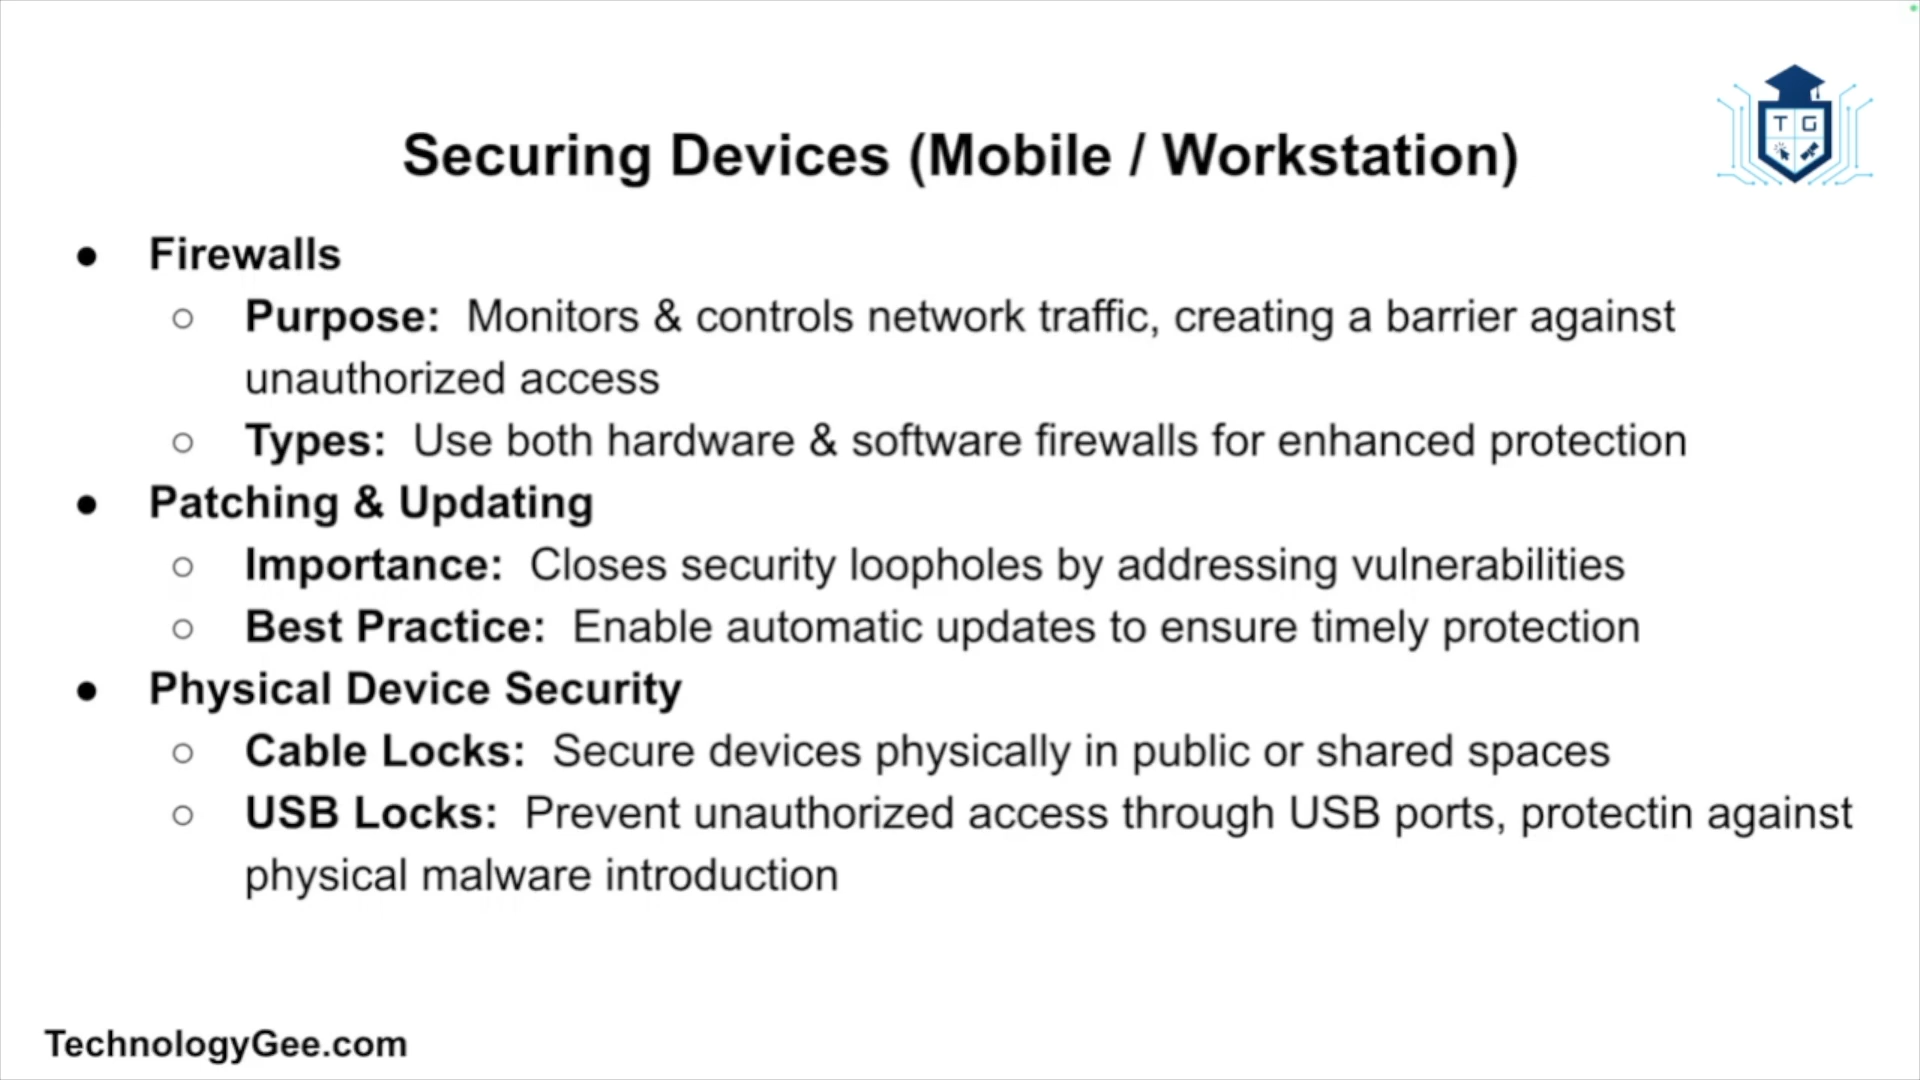 T G
Securing Devices (Mobile / Workstation)
● Firewalls
○ Purpose: Monitors & controls network traffic, creating a barrier against
unauthorized access
○ Types: Use both hardware & software firewalls for enhanced protection
● Patching & Updating
○ Importance: Closes security loopholes by addressing vulnerabilities
○ Best Practice: Enable automatic updates to ensure timely protection
● Physical Device Security
○ Cable Locks: Secure devices physically in public or shared spaces
○ USB Locks: Prevent unauthorized access through USB ports, protectin against
physical malware introduction
TechnologyGee.com